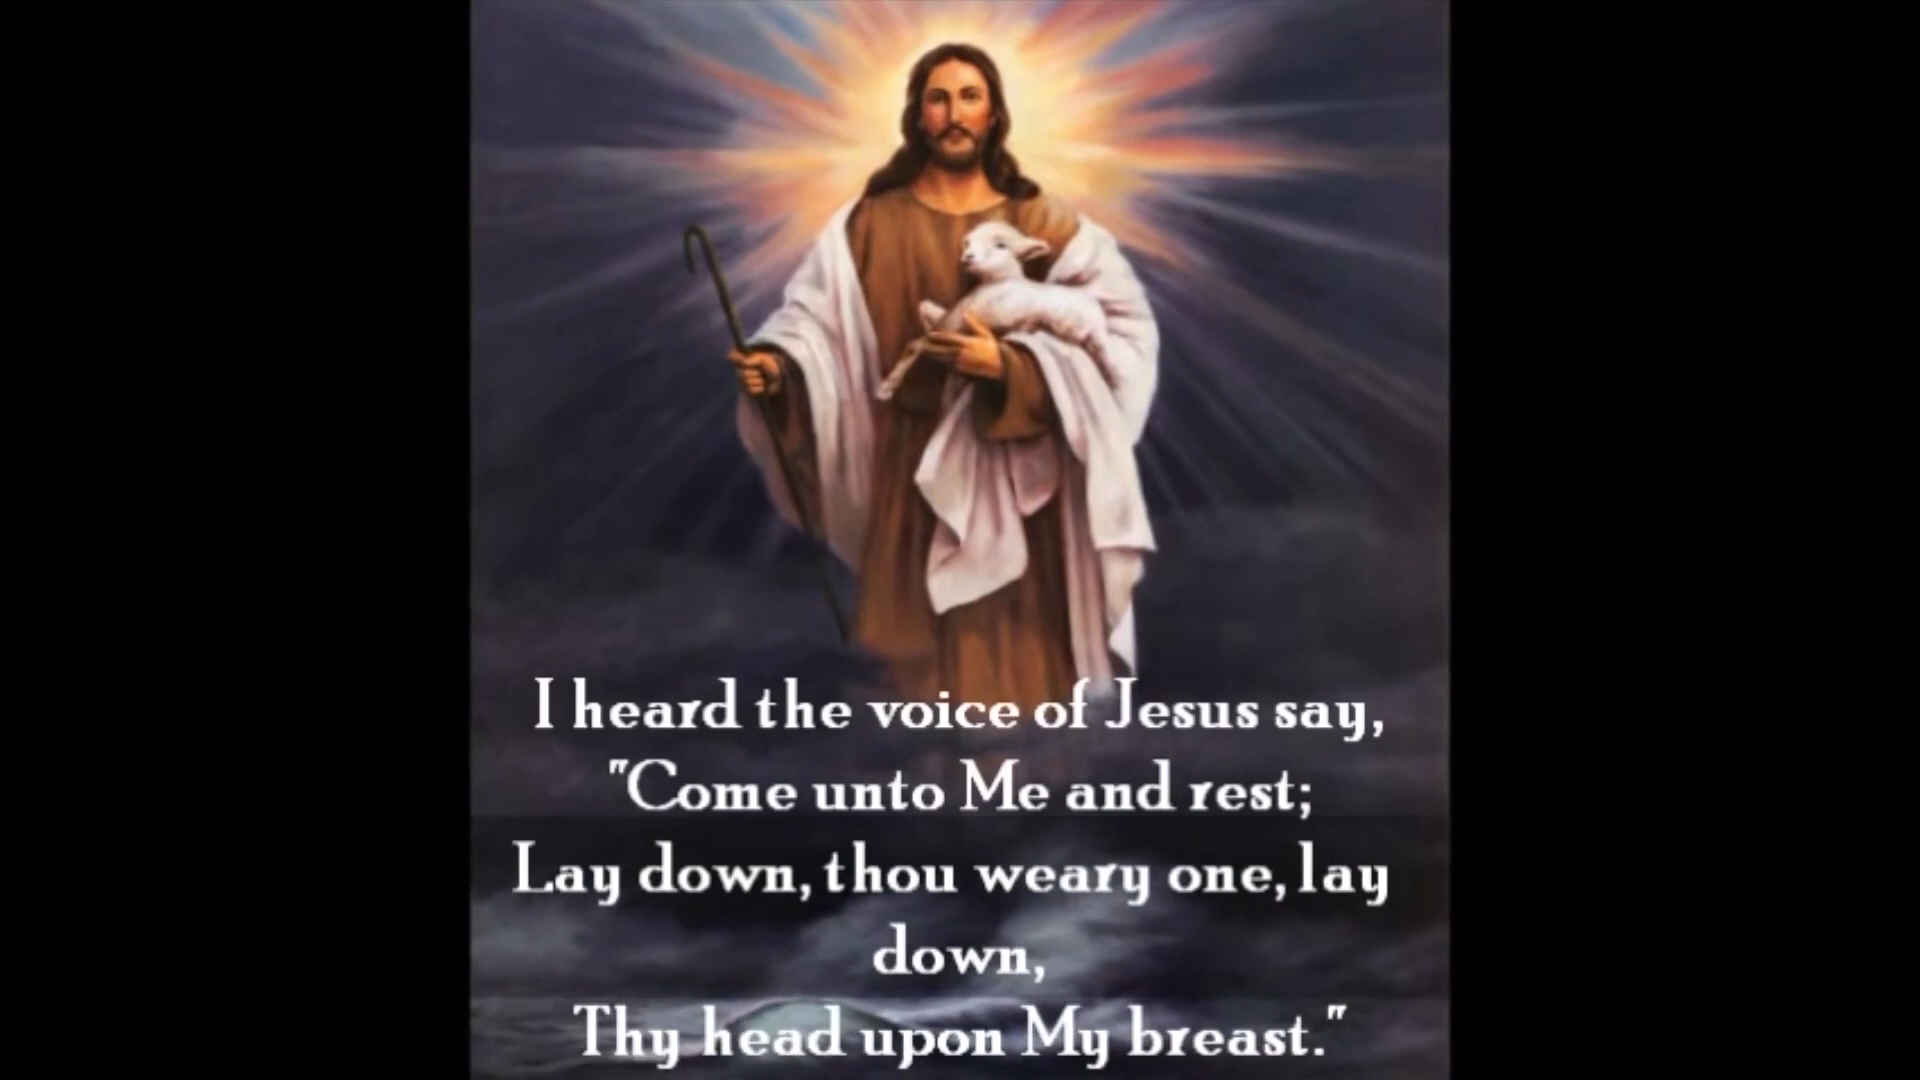 I heard the voice of Jesus say,
"Come unto Me and rest;
Lay down, thou weary one, lay
down,
Thy head upon My breast."